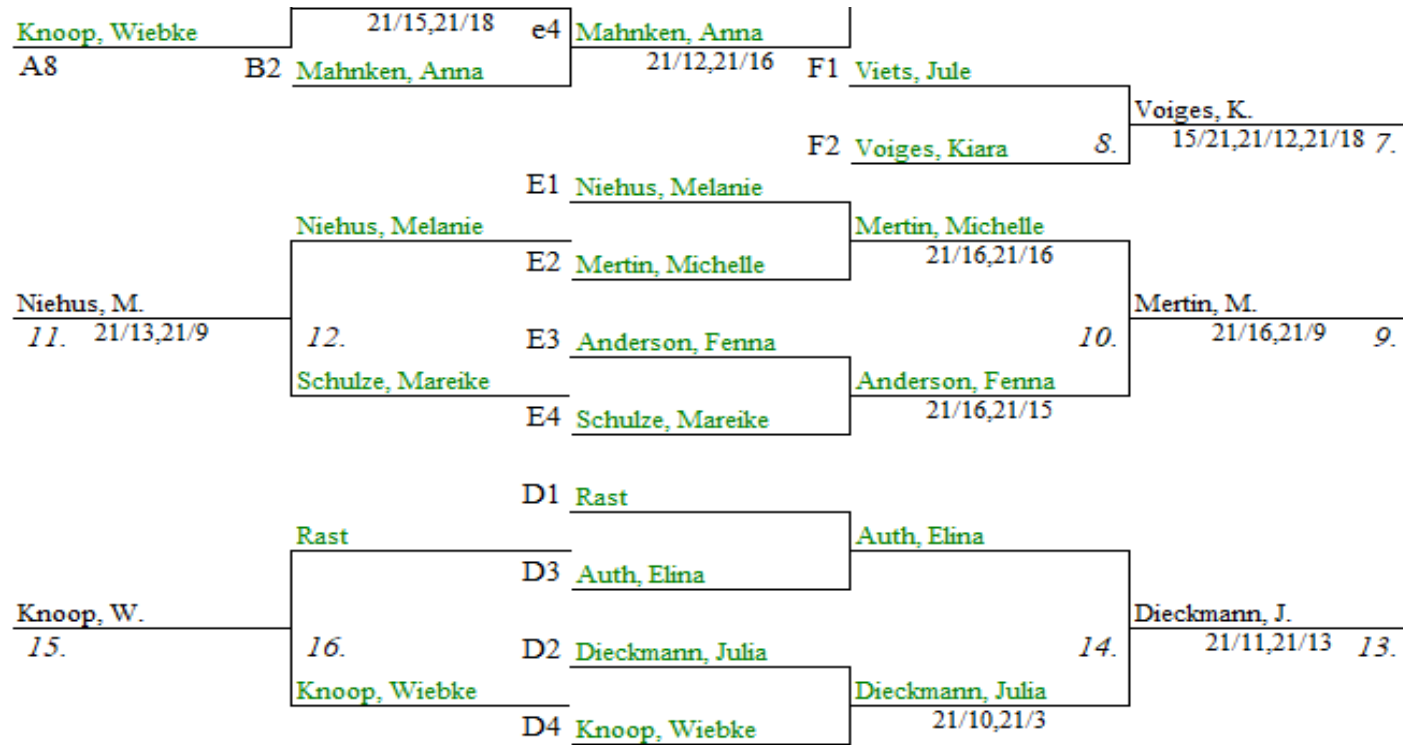 21/15,21/18
Knoop, Wiebke e4 Mahnken, Anna
A8 B2 Mahnken, Anna 21/12,21/16 F1 Viets, Jule
Voiges, K.
F2 Voiges, Kiara 8. 15/21,21/12,21/18 7.
E1 Niehus, Melanie
Niehus, Melanie Mertin, Michelle
E2 Mertin, Michelle 21/16,21/16
Niehus, M. Mertin, M.
11. 21/13,21/9 12. E3 Anderson, Fenna 10. 21/16,21/9 9.
Schulze, Mareike Anderson, Fenna
E4 Schulze, Mareike 21/16,21/15
D1 Rast
Rast Auth, Elina
D3 Auth, Elina
Knoop, W. Dieckmann, J.
15. 16. D2 Dieckmann, Julia 14. 21/11,21/13 13.
Knoop, Wiebke Dieckmann, Julia
D4 Knoop, Wiebke 21/10,21/3